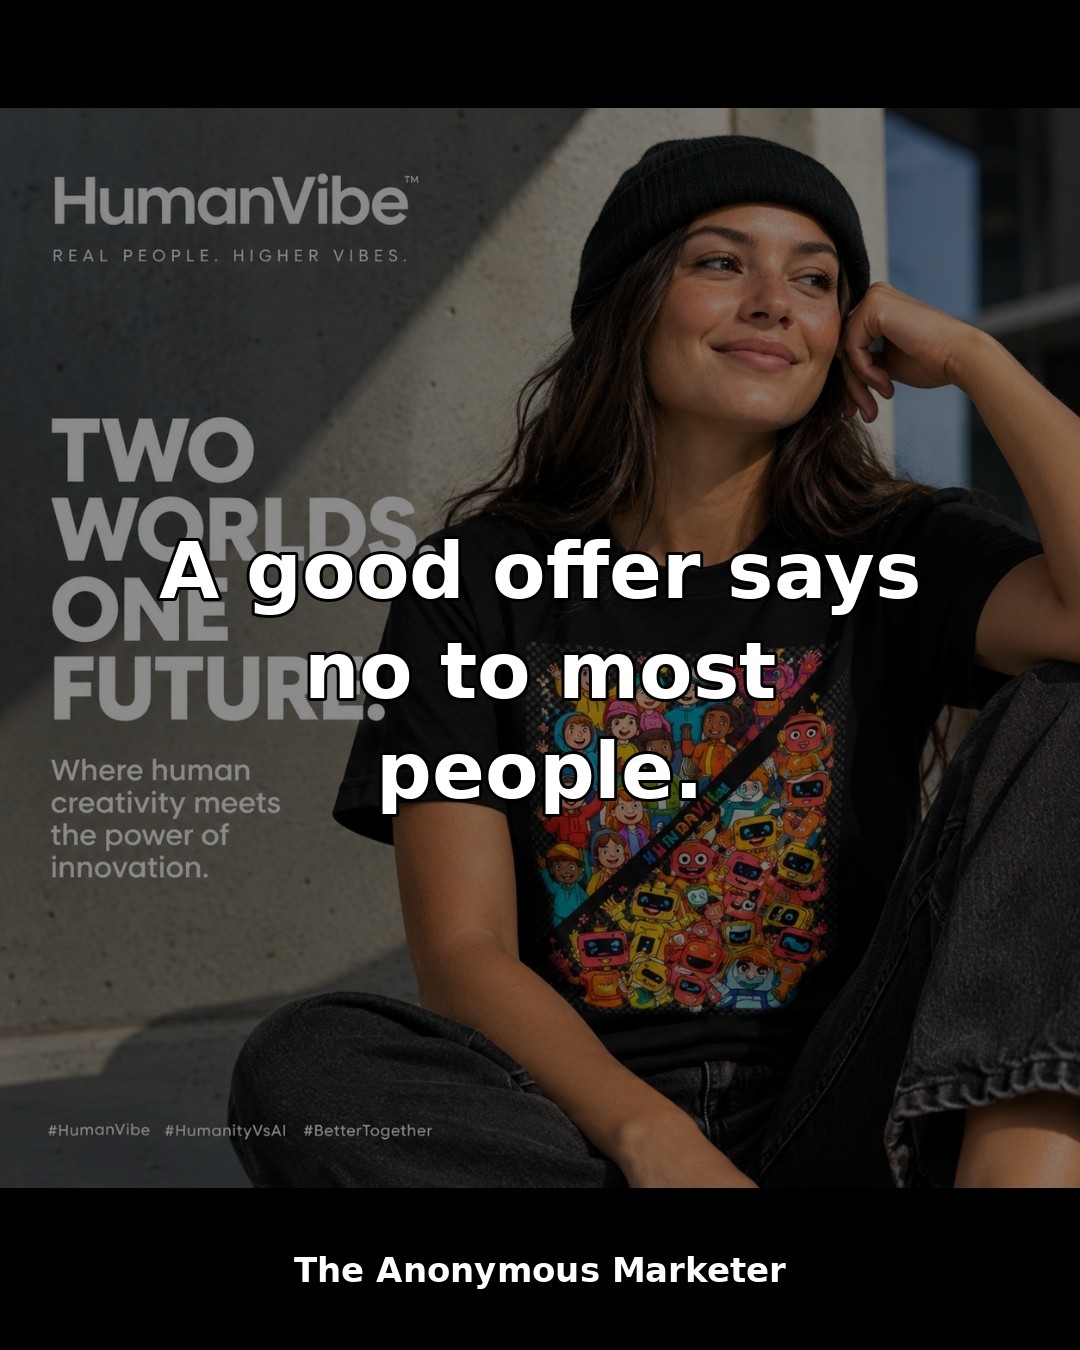 HumanVibe™
REAL PEOPLE. HIGHER VIBES.
TWO
WORLDS.
ONE
FUTURE.
A good offer says
no to most
people.
Where human
creativity meets
the power of
innovation.
#HumanVibe #HumanityVsAI #BetterTogether
The Anonymous Marketer